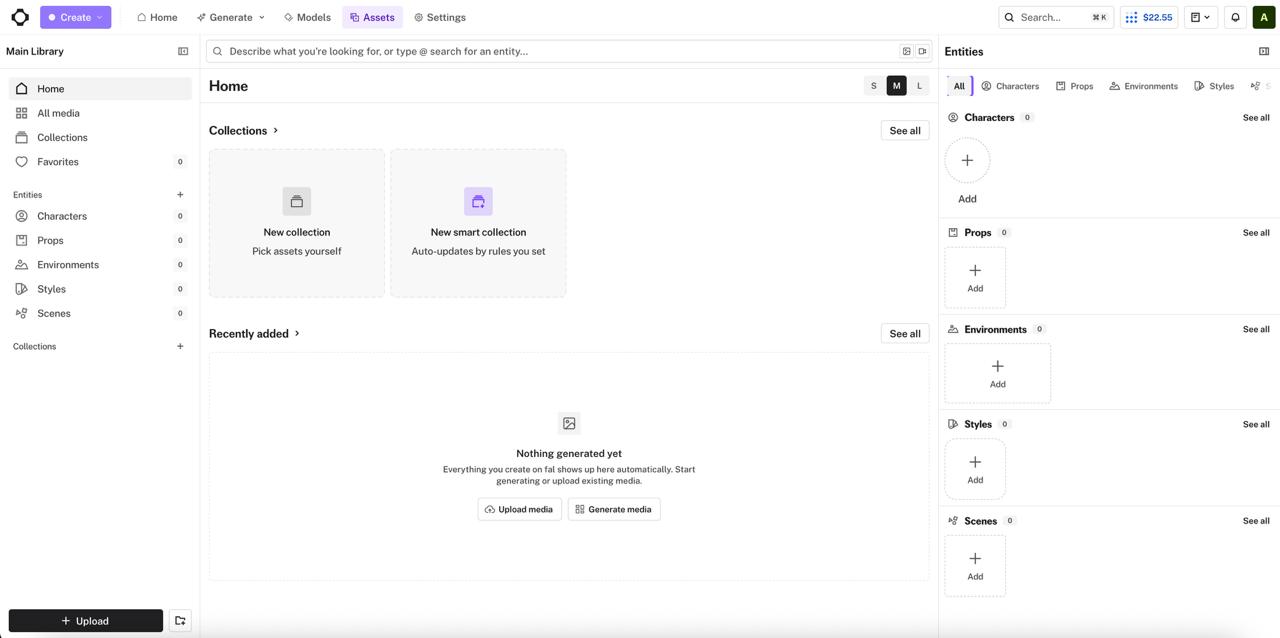 Create
Home
Generate
Models
Assets
Settings
Search...
⌘ K
$22.55
A
Main Library
Home
All media
Collections
Favorites 0
Entities
Characters 0
Props 0
Environments 0
Styles 0
Scenes 0
Collections
Upload
Describe what you're looking for, or type @ search for an entity...
Home
S M L
Collections
See all
New collection
Pick assets yourself
New smart collection
Auto-updates by rules you set
Recently added
See all
Nothing generated yet
Everything you create on fal shows up here automatically. Start
generating or upload existing media.
Upload media
Generate media
Entities
All Characters Props Environments Styles S
Characters 0 See all
Add
Props 0 See all
Add
Environments 0 See all
Add
Styles 0 See all
Add
Scenes 0 See all
Add